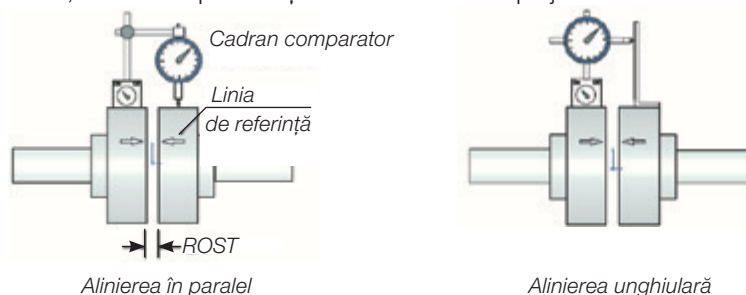 Cadran comparator
Linia
de referință
ROST
Alinierea în paralel
Alinierea unghiulară